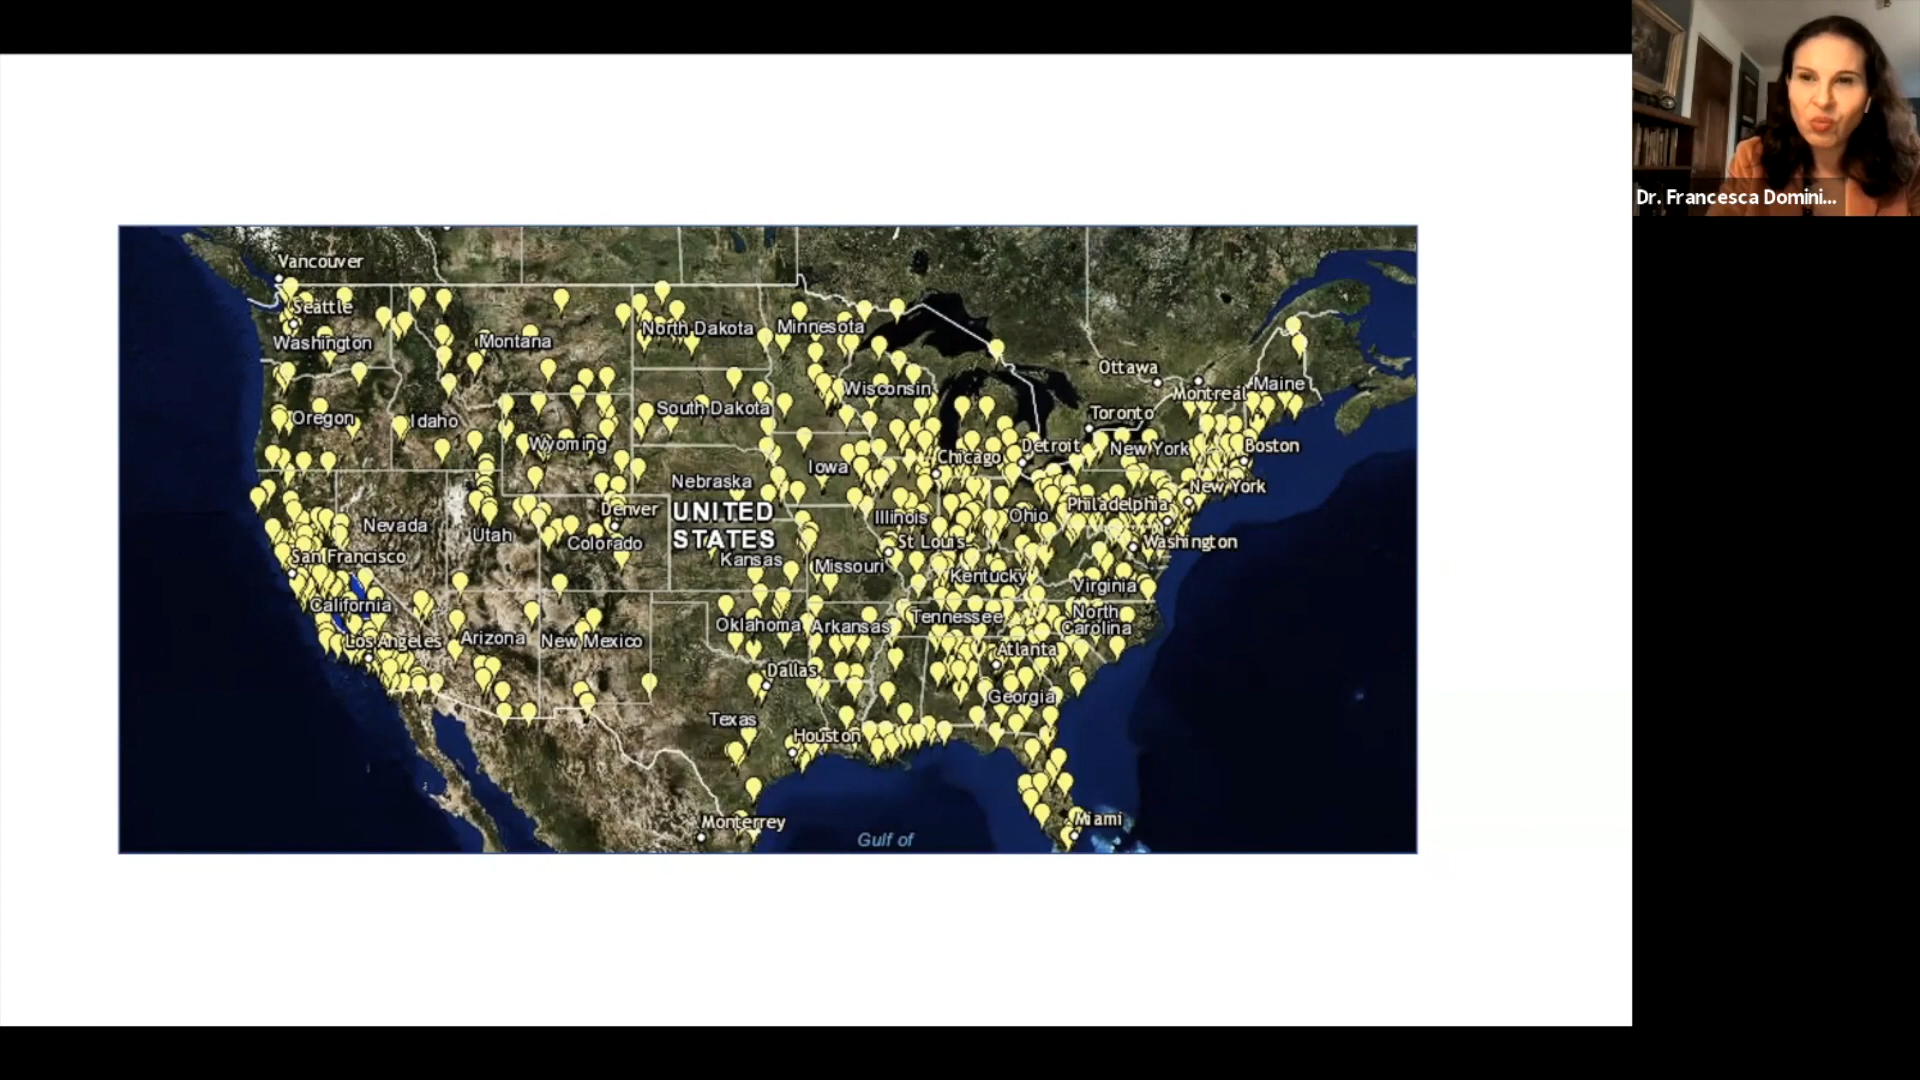 Dr. Francesca Domini...
Vancouver
Seattle
Washington
Montana
North Dakota
Minnesota
Ottawa
Montreal
Maine
Oregon
Idaho
South Dakota
Wisconsin
Toronto
Wyoming
Detroit
New York
Boston
Iowa
Chicago
Nebraska
New York
Denver
UNITED
STATES
Illinois
Ohio
Philadelphia
Nevada
Utah
Colorado
St Louis
Washington
San Francisco
Kansas
Missouri
Kentucky
Virginia
California
Oklahoma
Arkansas
Tennessee
North
Carolina
Los Angeles
Arizona
New Mexico
Atlanta
Dallas
Georgia
Texas
Houston
Monterrey
Miami
Gulf of